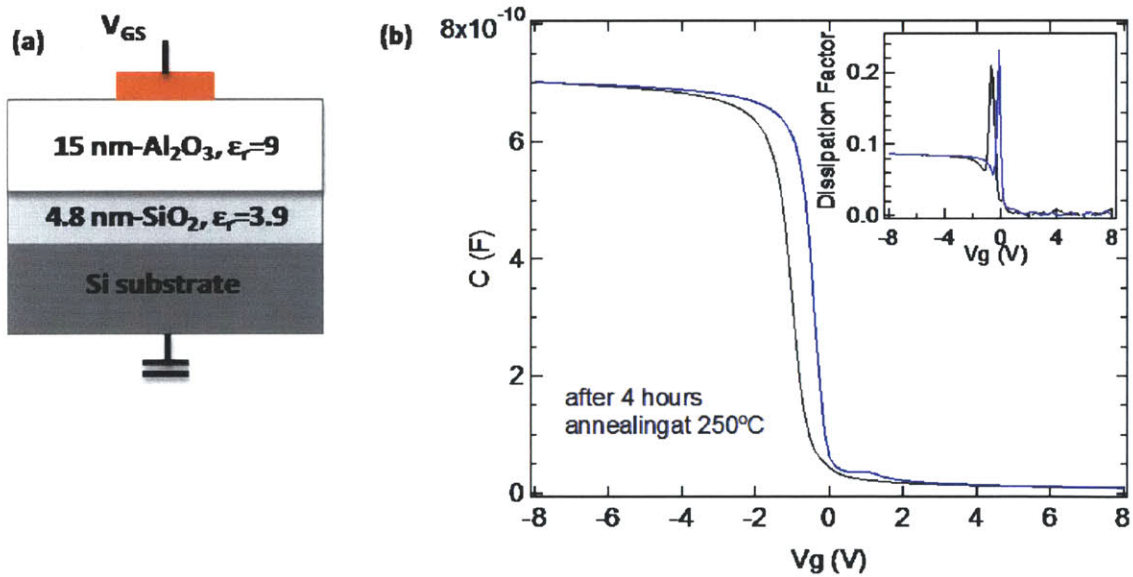 (a)
V_GS
15 nm-Al₂O₃, εᵣ=9
4.8 nm-SiO₂, εᵣ=3.9
Si substrate
(b)
8x10⁻¹⁰
6
4
2
0
C (F)
-8 -6 -4 -2 0 2 4 6 8
Vg (V)
after 4 hours
annealingat 250ºC
Dissipation Factor
0.2
0.1
0.0
-8 -4 0 4 8
Vg (V)